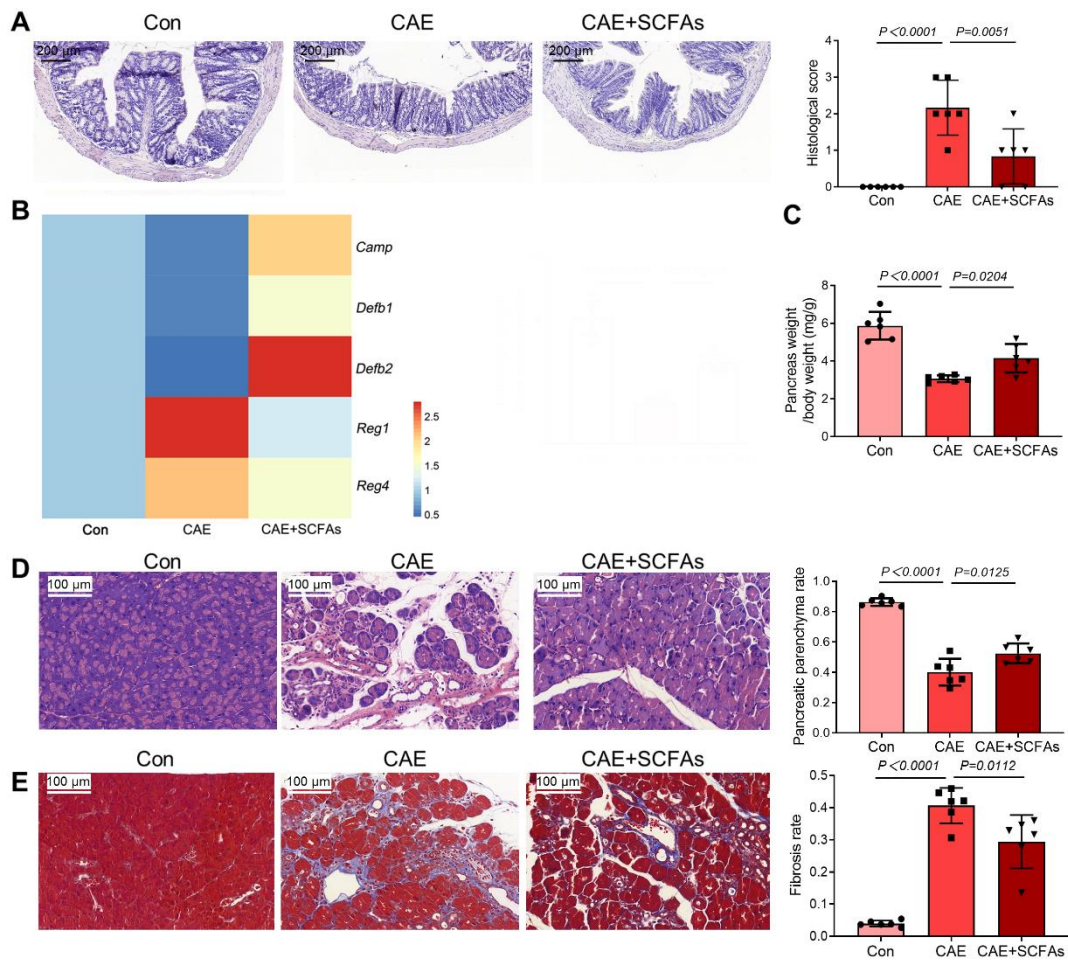 A
Con
CAE
CAE+SCFAs
200 µm
200 µm
200 µm
P<0.0001
P=0.0051
Histological score
4
3
2
1
0
Con
CAE
CAE+SCFAs
B
Camp
Defb1
Defb2
Reg1
Reg4
2.5
2
1.5
1
0.5
Con
CAE
CAE+SCFAs
C
P<0.0001
P=0.0204
Pancreas weight
/body weight (mg/g)
8
6
4
2
0
Con
CAE
CAE+SCFAs
D
Con
CAE
CAE+SCFAs
100 µm
100 µm
100 µm
P<0.0001
P=0.0125
Pancreatic parenchyma rate
1.0
0.8
0.6
0.4
0.2
0.0
Con
CAE
CAE+SCFAs
E
Con
CAE
CAE+SCFAs
100 µm
100 µm
100 µm
P<0.0001
P=0.0112
Fibrosis rate
0.5
0.4
0.3
0.2
0.1
0.0
Con
CAE
CAE+SCFAs